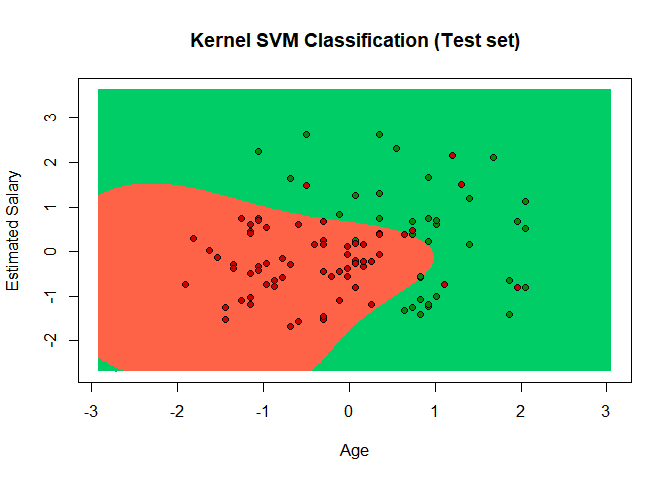 Kernel SVM Classification (Test set)
Estimated Salary
3
2
1
0
-1
-2
-3 -2 -1 0 1 2 3
Age